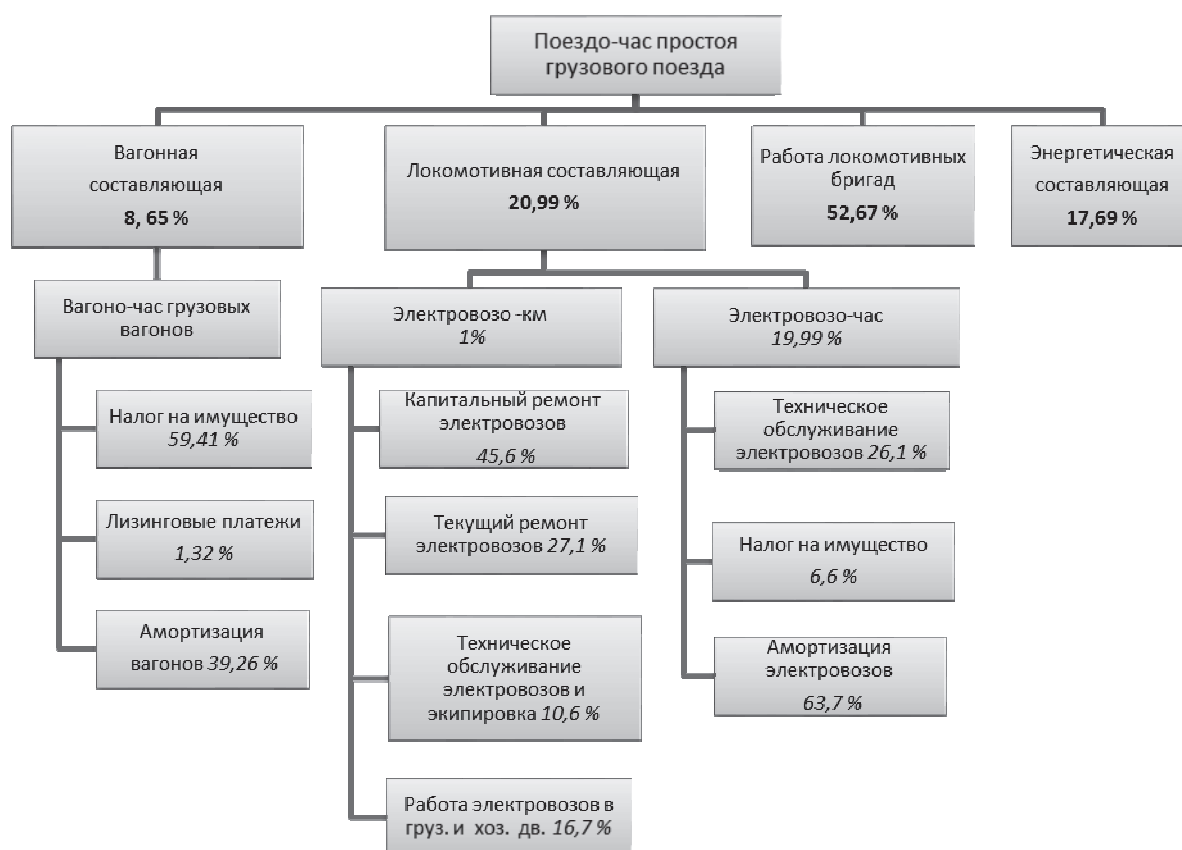 Поездо-час простоя
грузового поезда
Вагонная
составляющая
8, 65 %
Локомотивная составляющая
20,99 %
Работа локомотивных
бригад
52,67 %
Энергетическая
составляющая
17,69 %
Вагоно-час грузовых
вагонов
Электровозо -км
1%
Электровозо-час
19,99 %
Налог на имущество
59,41 %
Лизинговые платежи
1,32 %
Амортизация
вагонов 39,26 %
Капитальный ремонт
электровозов
45,6 %
Текущий ремонт
электровозов 27,1 %
Техническое
обслуживание
электровозов и
экипировка 10,6 %
Работа электровозов в
груз. и хоз. дв. 16,7 %
Техническое
обслуживание
электровозов 26,1 %
Налог на имущество
6,6 %
Амортизация
электровозов
63,7 %